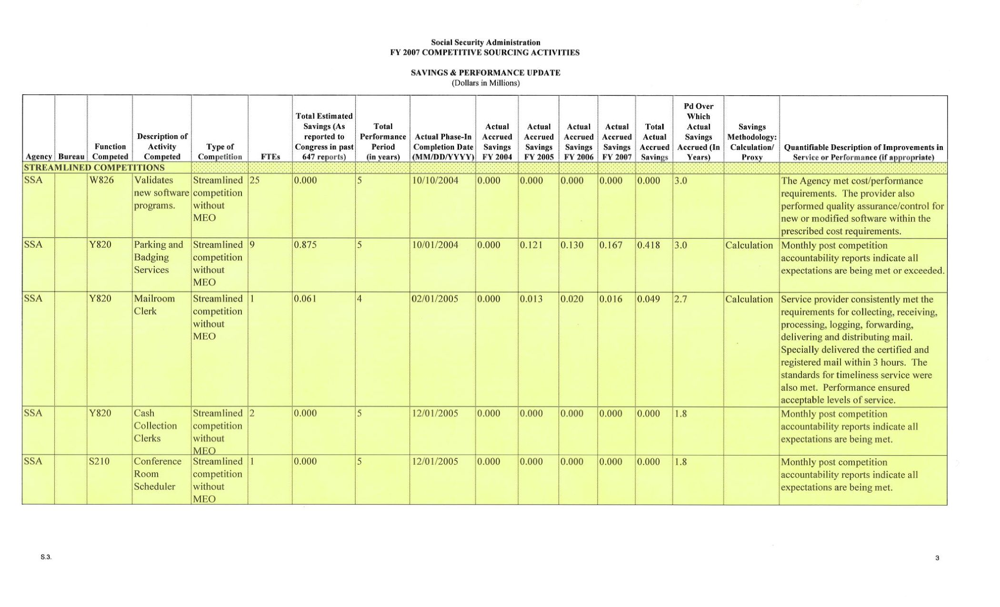 Social Security Administration
FY 2007 COMPETITIVE SOURCING ACTIVITIES
SAVINGS & PERFORMANCE UPDATE
(Dollars in Millions)
Agency
Bureau
Function
Competed
Description of
Activity
Competed
Type of
Competition
FTEs
Total Estimated
Savings (As
reported to
Congress in past
647 reports)
Total
Performance
Period
(in years)
Actual Phase-In
Completion Date
(MM/DD/YYYY)
Actual
Accrued
Savings
FY 2004
Actual
Accrued
Savings
FY 2005
Actual
Accrued
Savings
FY 2006
Actual
Accrued
Savings
FY 2007
Total
Actual
Accrued
Savings
Pd Over
Which
Actual
Savings
Accrued (In
Years)
Savings
Methodology:
Calculation/
Proxy
Quantifiable Description of Improvements in
Service or Performance (if appropriate)
STREAMLINED COMPETITIONS
SSA
W826
Validates
new software
programs.
Streamlined
competition
without
MEO
25
0.000
5
10/10/2004
0.000
0.000
0.000
0.000
0.000
3.0
The Agency met cost/performance
requirements. The provider also
performed quality assurance/control for
new or modified software within the
prescribed cost requirements.
SSA
Y820
Parking and
Badging
Services
Streamlined
competition
without
MEO
9
0.875
5
10/01/2004
0.000
0.121
0.130
0.167
0.418
3.0
Calculation
Monthly post competition
accountability reports indicate all
expectations are being met or exceeded.
SSA
Y820
Mailroom
Clerk
Streamlined
competition
without
MEO
1
0.061
4
02/01/2005
0.000
0.013
0.020
0.016
0.049
2.7
Calculation
Service provider consistently met the
requirements for collecting, receiving,
processing, logging, forwarding,
delivering and distributing mail.
Specially delivered the certified and
registered mail within 3 hours. The
standards for timeliness service were
also met. Performance ensured
acceptable levels of service.
SSA
Y820
Cash
Collection
Clerks
Streamlined
competition
without
MEO
2
0.000
5
12/01/2005
0.000
0.000
0.000
0.000
0.000
1.8
Monthly post competition
accountability reports indicate all
expectations are being met.
SSA
S210
Conference
Room
Scheduler
Streamlined
competition
without
MEO
1
0.000
5
12/01/2005
0.000
0.000
0.000
0.000
0.000
1.8
Monthly post competition
accountability reports indicate all
expectations are being met.
S.3.
3